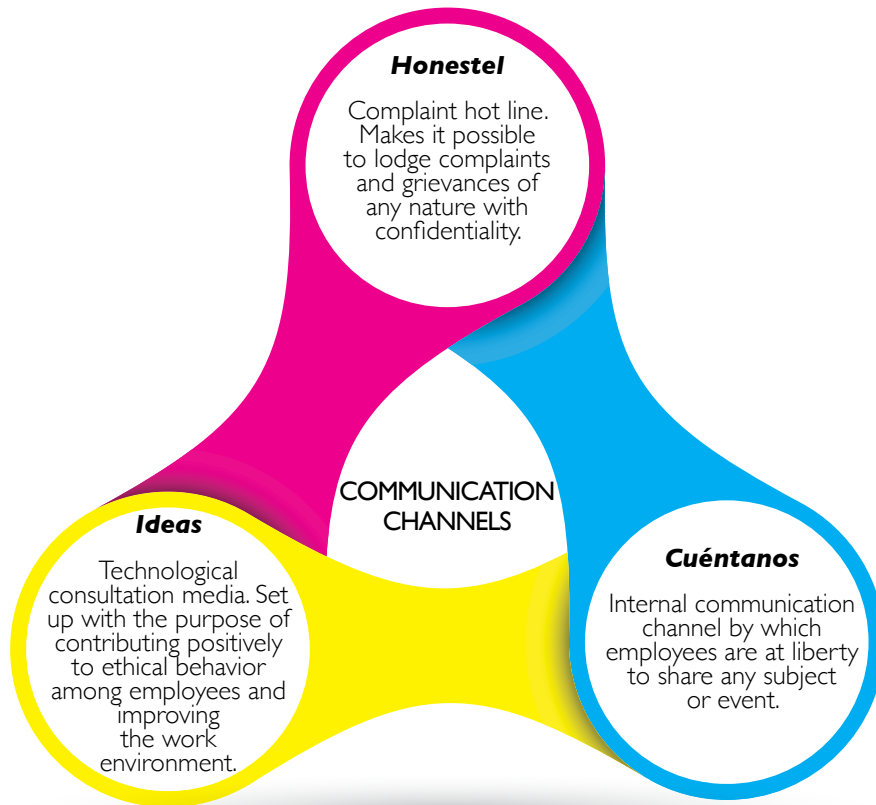 Honestel
Complaint hot line.
Makes it possible
to lodge complaints
and grievances of
any nature with
confidentiality.
COMMUNICATION
CHANNELS
Ideas
Technological
consultation media. Set
up with the purpose of
contributing positively
to ethical behavior
among employees and
improving
the work
environment.
Cuéntanos
Internal communication
channel by which
employees are at liberty
to share any subject
or event.